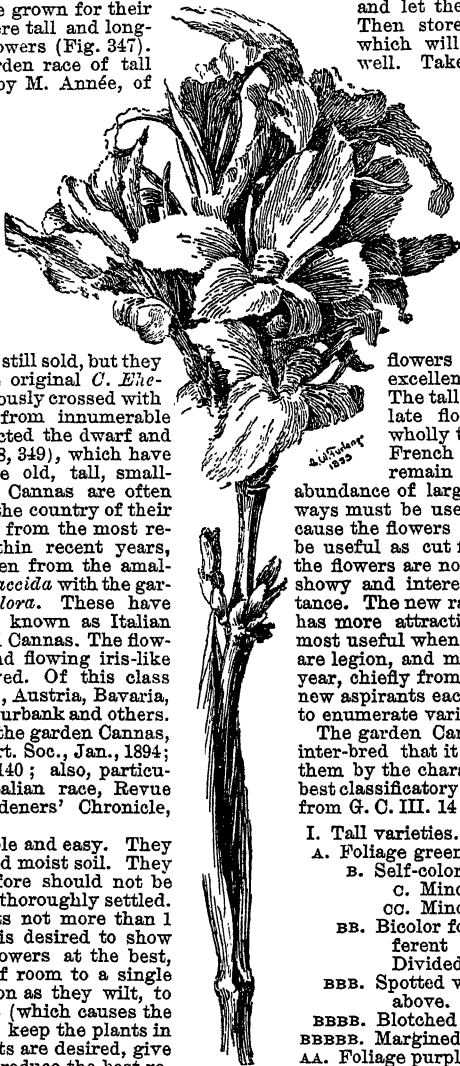 e grown for their
ere tall and long-
owers (Fig. 347).
rden race of tall
by M. Année, of
still sold, but they
original C. Ehe-
ously crossed with
from innumerable
cted the dwarf and
8, 349), which have
e old, tall, small-
Cannas are often
the country of their
from the most re-
thin recent years,
en from the amal-
accida with the gar-
lora. These have
known as Italian
Cannas. The flow-
nd flowing iris-like
red. Of this class
, Austria, Bavaria,
urbank and others.
the garden Cannas,
rt. Soc., Jan., 1894;
140; also, particu-
alian race, Revue
deners' Chronicle,
ble and easy. They
d moist soil. They
fore should not be
thoroughly settled.
ts not more than 1
is desired to show
owers at the best,
f room to a single
on as they wilt, to
(which causes the
keep the plants in
ts are desired, give
and let the
Then store
which will
well. Take
flowers
excellen
The tall
late flo
wholly t
French
remain
abundance of larg
ways must be use
cause the flowers
be useful as cut f
the flowers are no
showy and intere
tance. The new ra
has more attracti
most useful when
are legion, and m
year, chiefly from
new aspirants eac
to enumerate vari
The garden Can
inter-bred that it
them by the chara
best classificatory
from G. C. III. 14
I. Tall varieties.
A. Foliage green
B. Self-color
C. Mino
CC. Mino
BB. Bicolor fo
ferent
Divided
BBB. Spotted v
above.
BBBB. Blotched
BBBBB. Margined
AA. Foliage purpl
1899